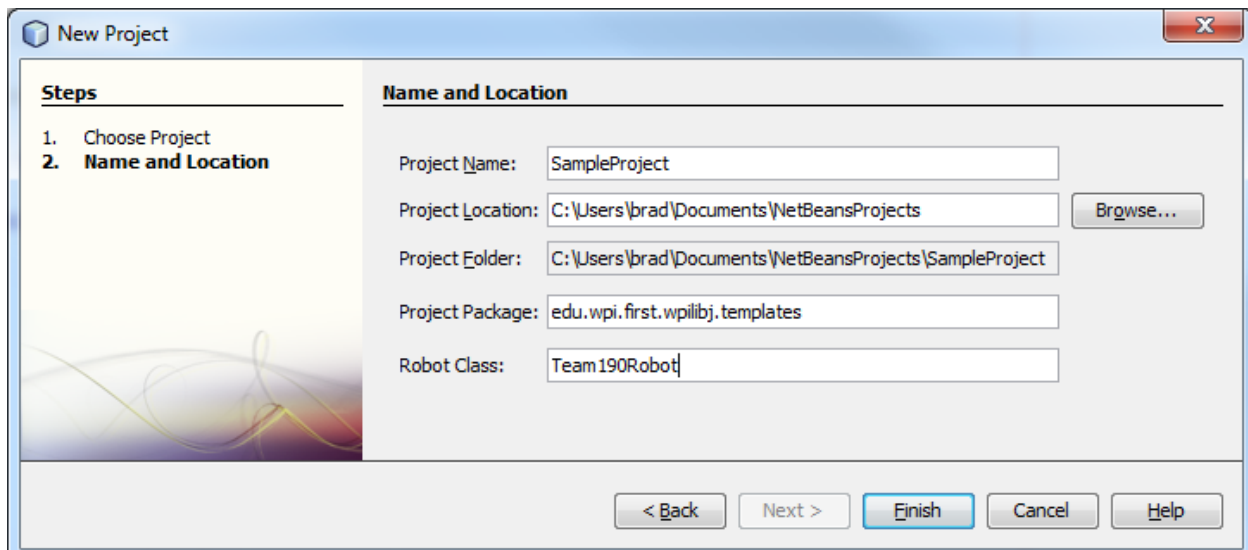 New Project
Steps
1. Choose Project
2. Name and Location
Name and Location
Project Name: SampleProject
Project Location: C:\Users\brad\Documents\NetBeansProjects Browse...
Project Folder: C:\Users\brad\Documents\NetBeansProjects\SampleProject
Project Package: edu.wpi.first.wpilibj.templates
Robot Class: Team190Robot
< Back Next > Finish Cancel Help